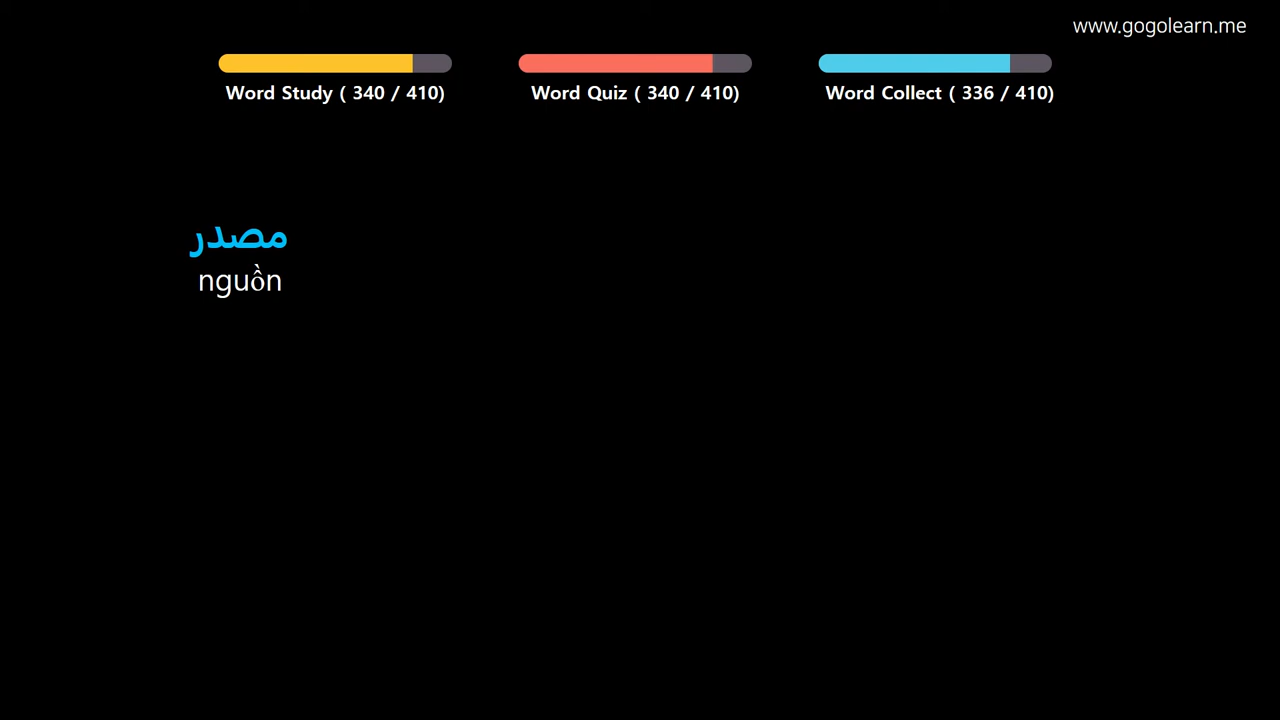 www.gogolearn.me
Word Study ( 340 / 410)
Word Quiz ( 340 / 410)
Word Collect ( 336 / 410)
مصدر
nguồn